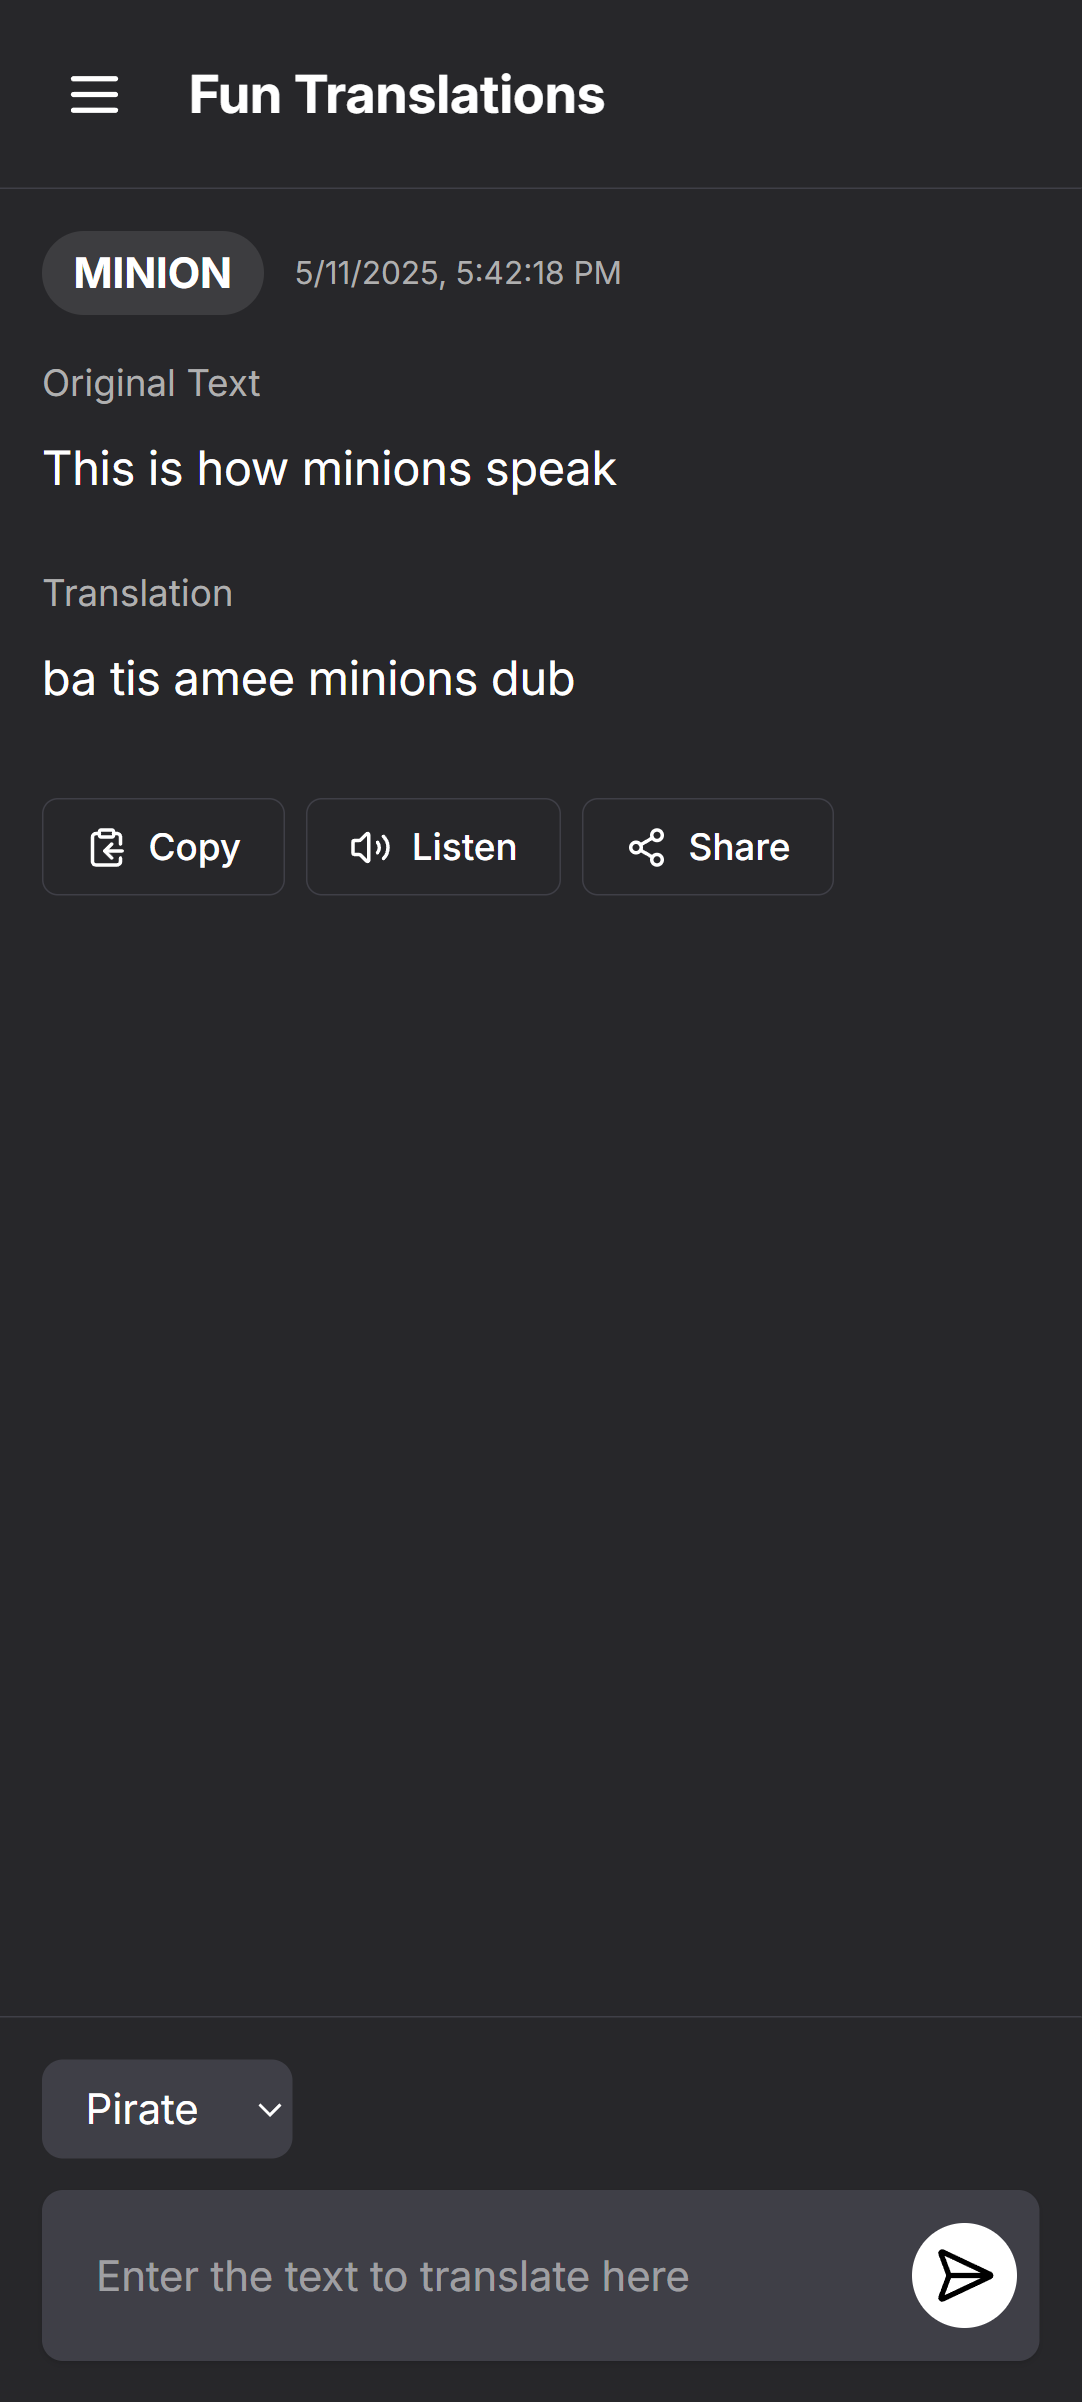 Fun Translations
MINION 5/11/2025, 5:42:18 PM
Original Text
This is how minions speak
Translation
ba tis amee minions dub
Copy Listen Share
Pirate
Enter the text to translate here